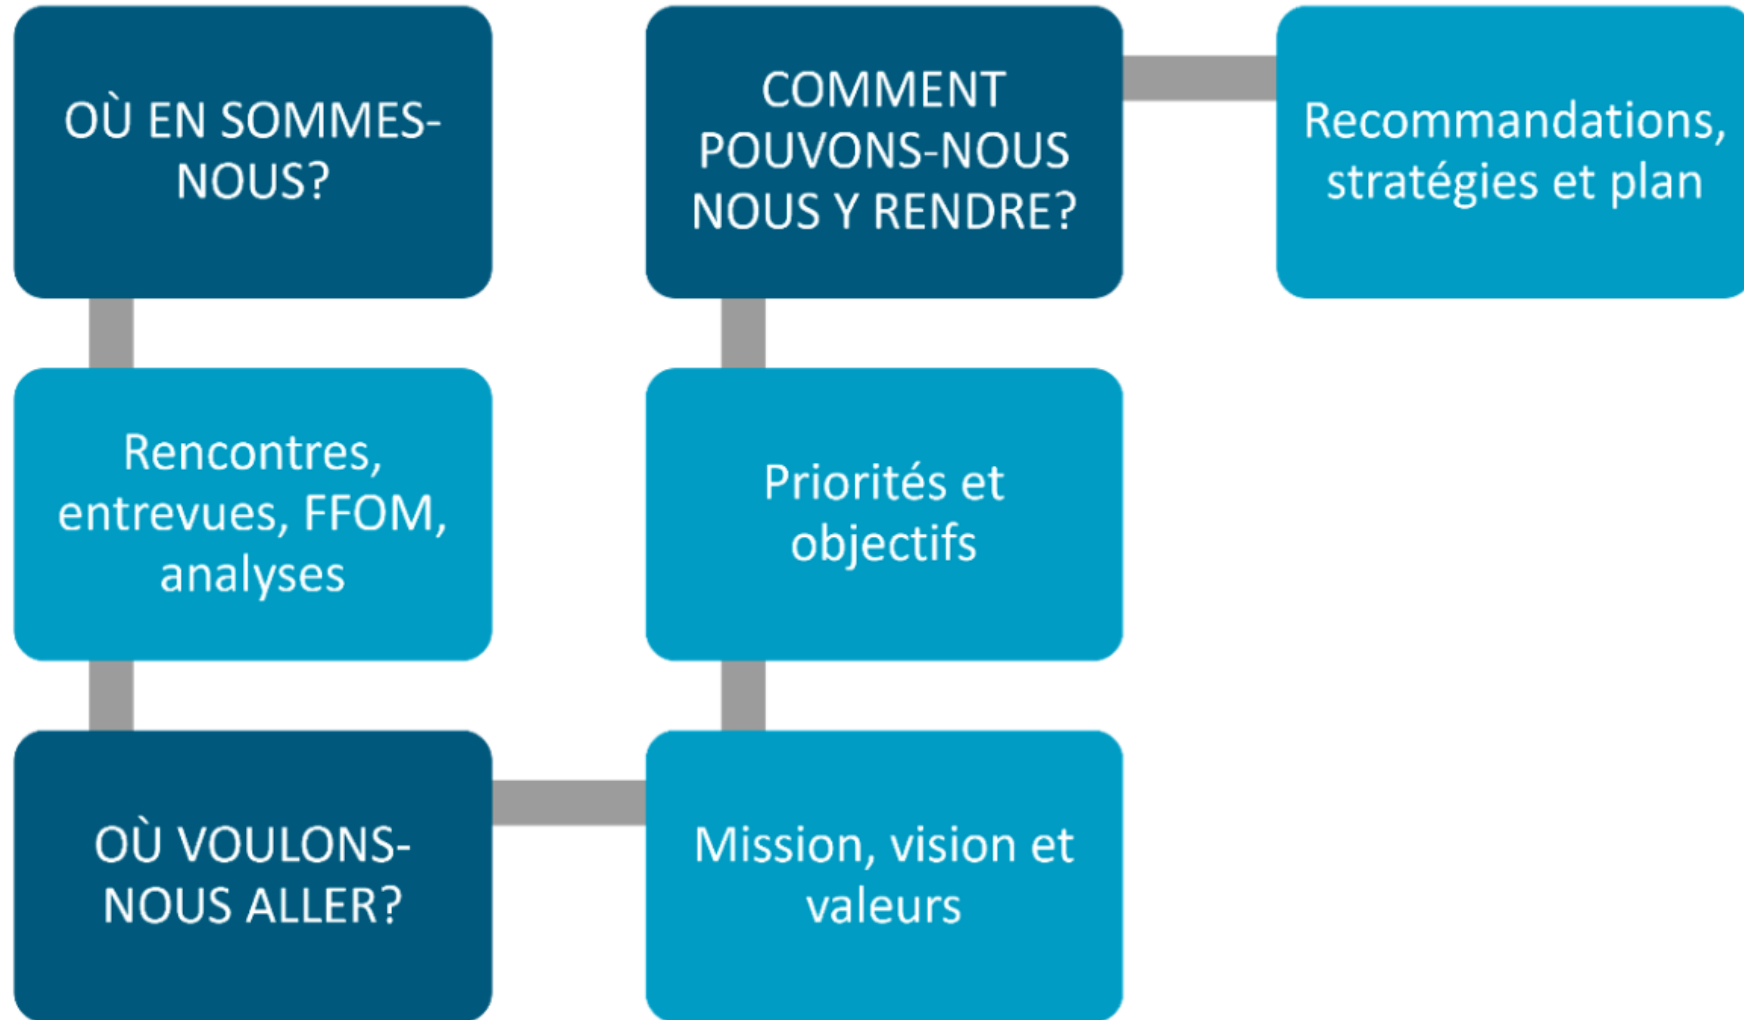 OÙ EN SOMMES-
NOUS?
Rencontres,
entrevues, FFOM,
analyses
OÙ VOULONS-
NOUS ALLER?
Mission, vision et
valeurs
Priorités et
objectifs
COMMENT
POUVONS-NOUS
NOUS Y RENDRE?
Recommandations,
stratégies et plan